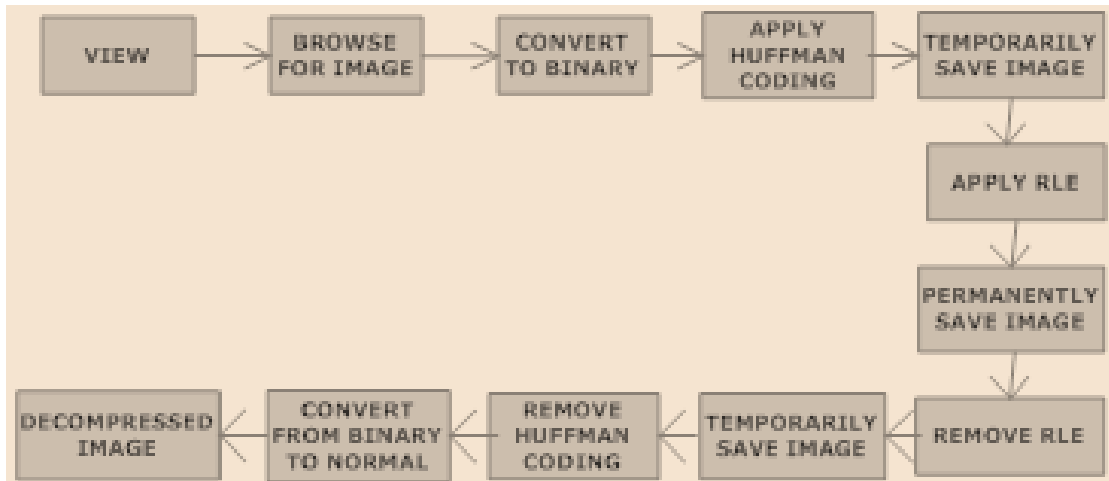 VIEW
BROWSE
FOR IMAGE
CONVERT
TO BINARY
APPLY
HUFFMAN
CODING
TEMPORARILY
SAVE IMAGE
APPLY RLE
PERMANENTLY
SAVE IMAGE
REMOVE RLE
TEMPORARILY
SAVE IMAGE
REMOVE
HUFFMAN
CODING
CONVERT
FROM BINARY
TO NORMAL
DECOMPRESSED
IMAGE